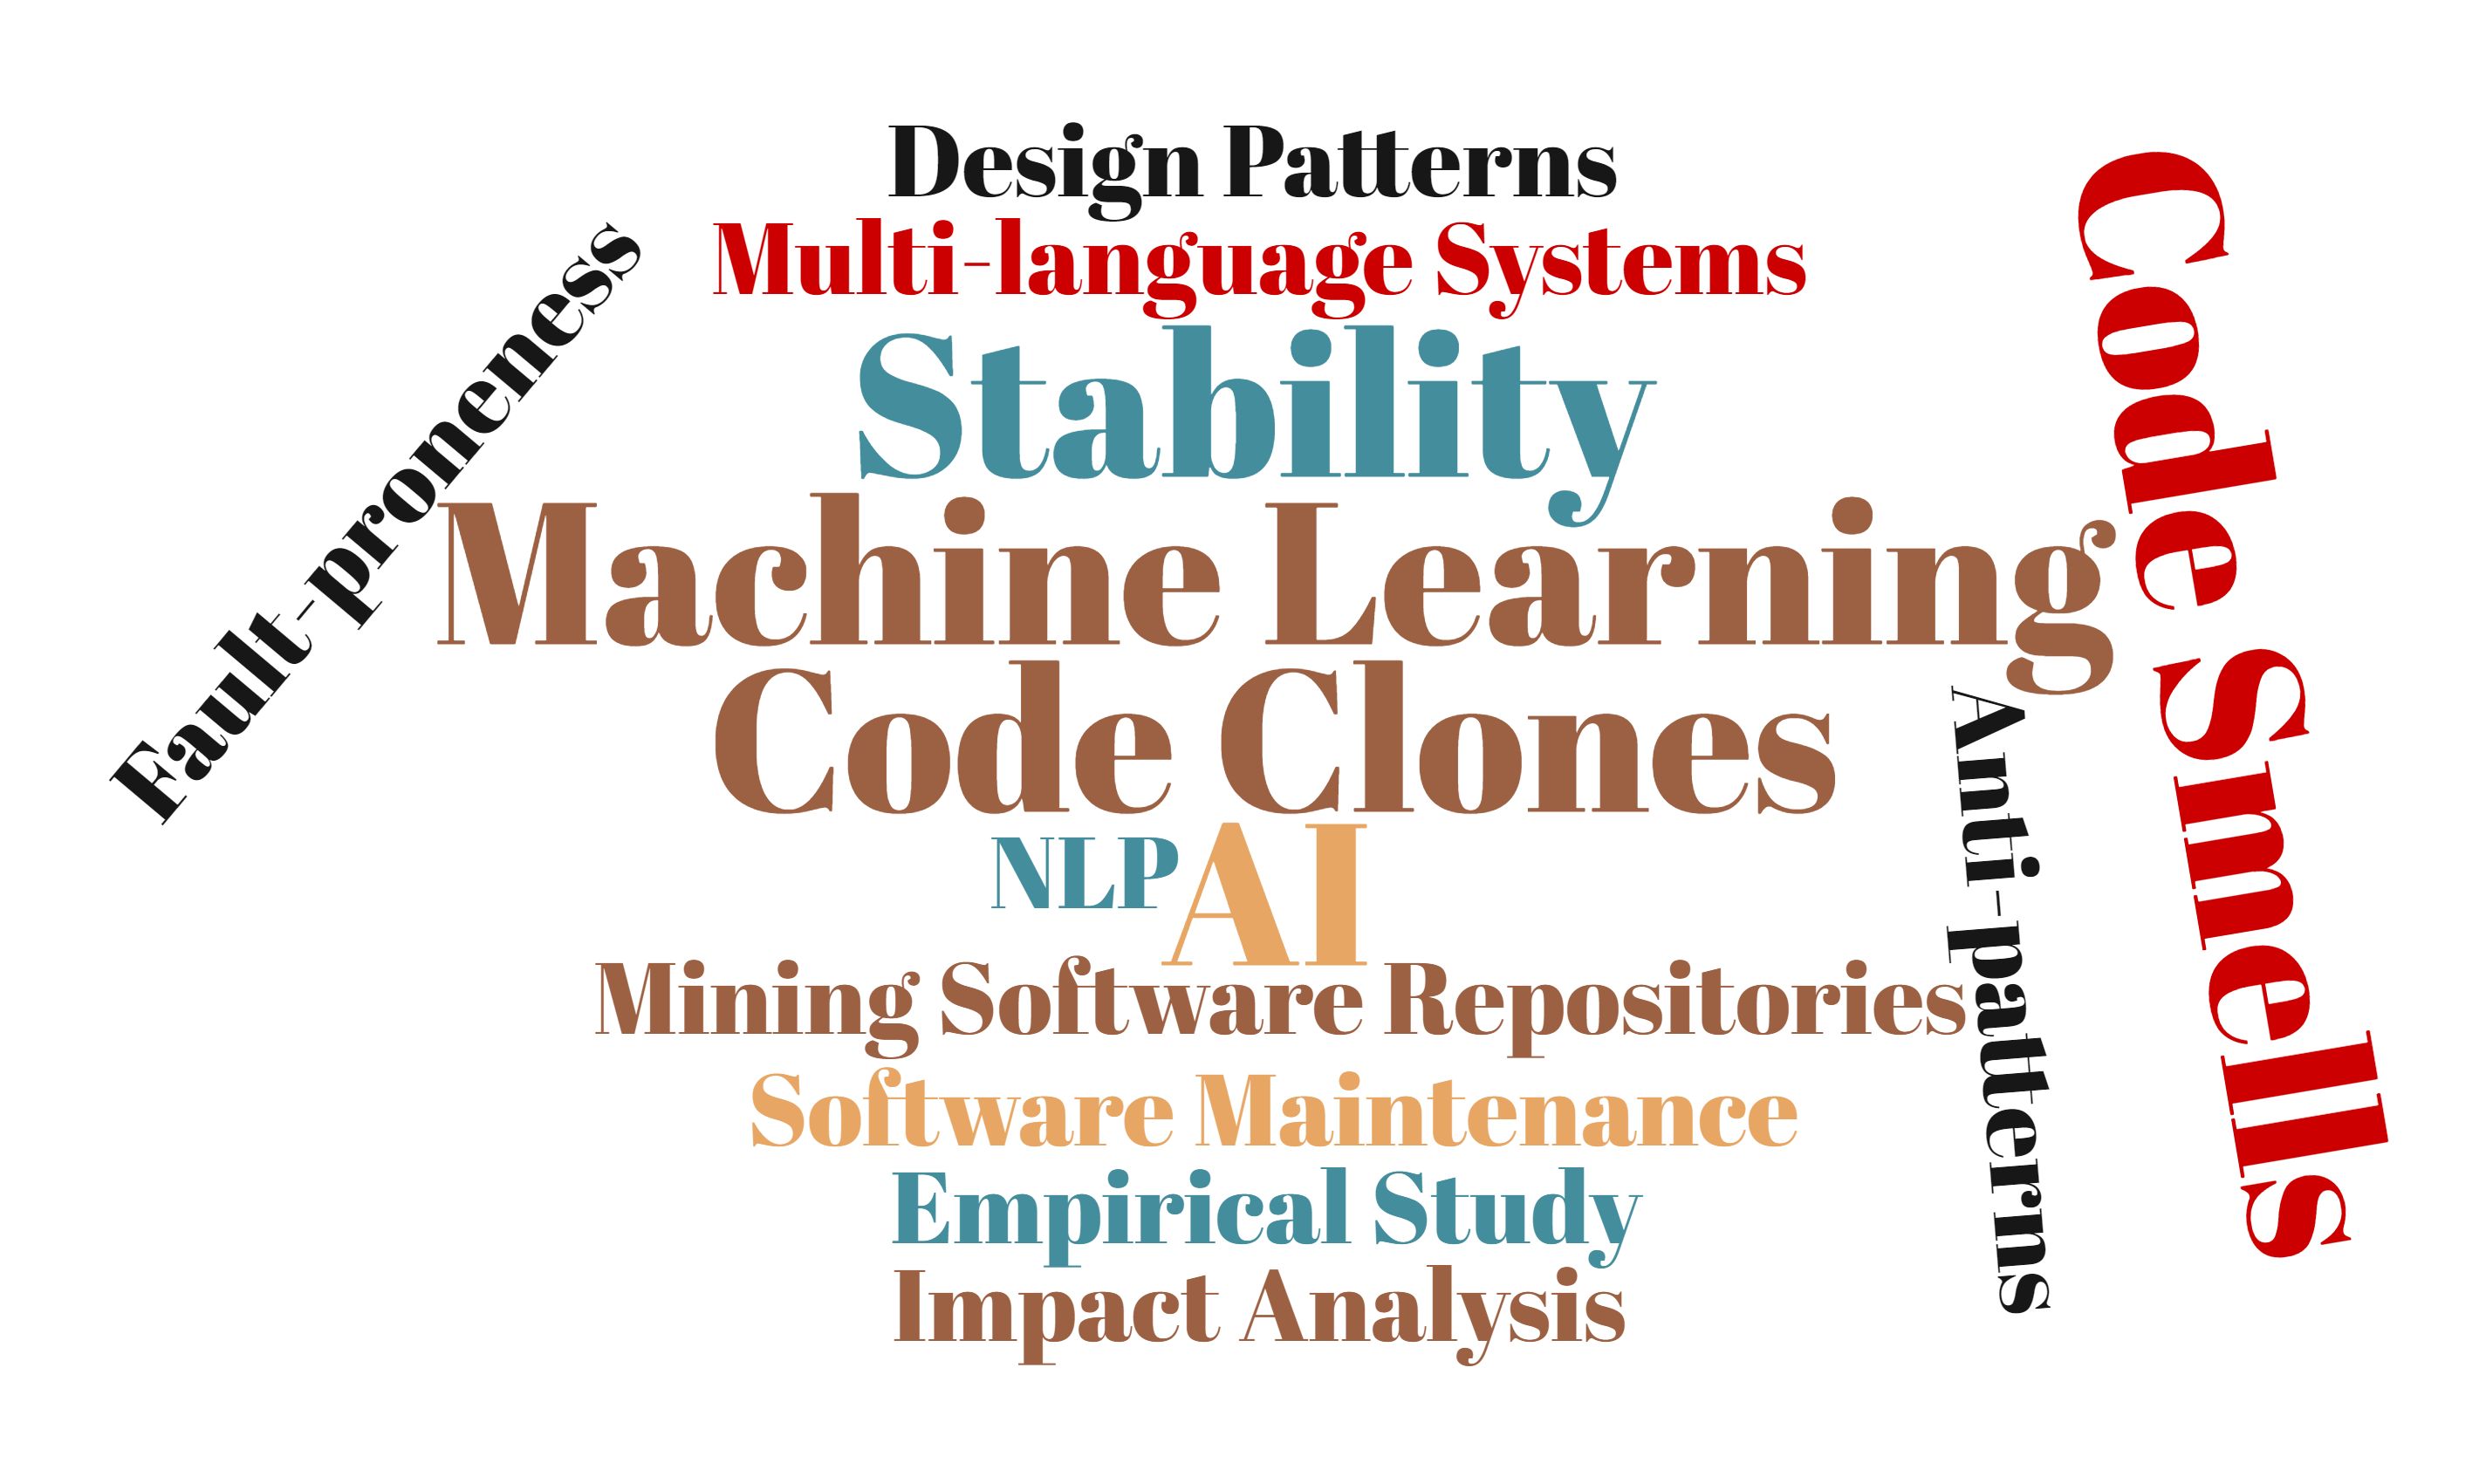 Design Patterns
Multi-language Systems
Stability
Machine Learning
Code Clones
NLP
AI
Mining Software Repositories
Software Maintenance
Empirical Study
Impact Analysis
Fault-proneness
Code Smells
Anti-patterns